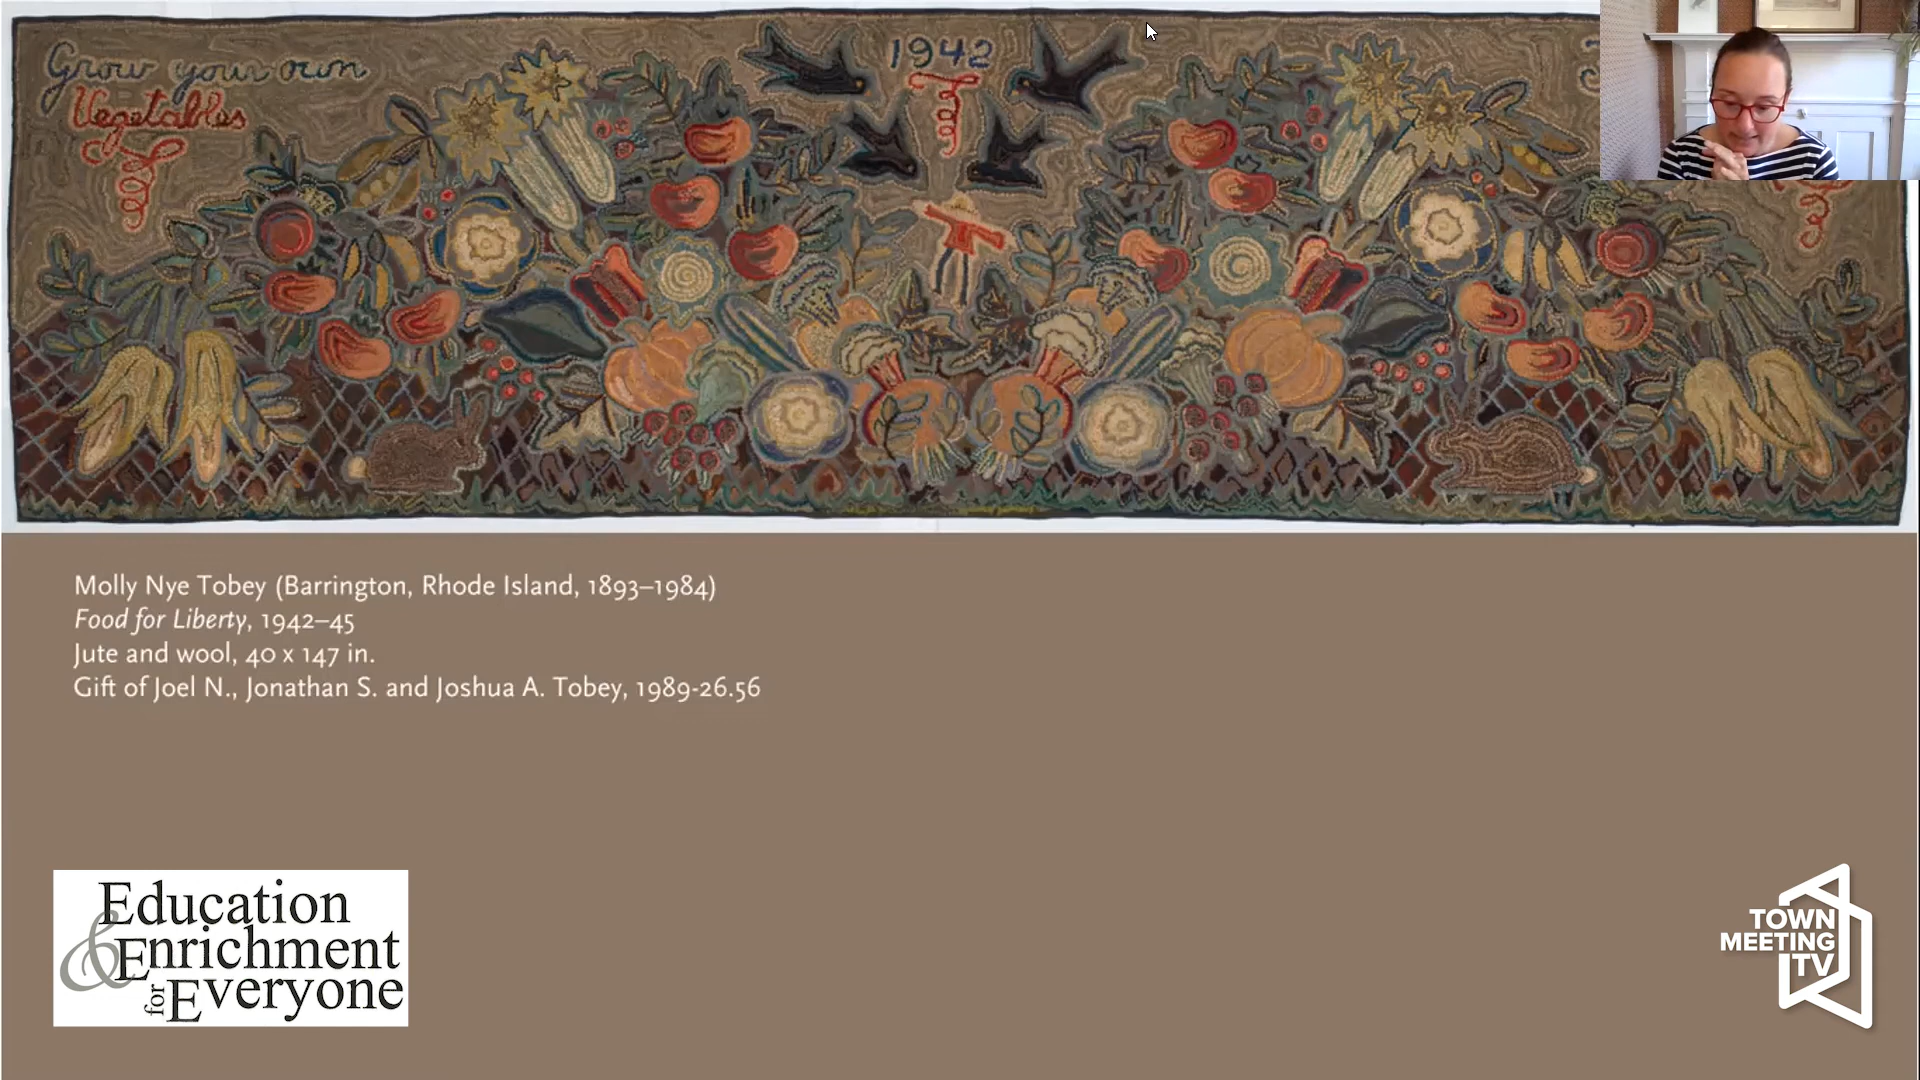 Grow your own
Vegetables
1942
Molly Nye Tobey (Barrington, Rhode Island, 1893–1984)
Food for Liberty, 1942–45
Jute and wool, 40 x 147 in.
Gift of Joel N., Jonathan S. and Joshua A. Tobey, 1989-26.56
Education
& Enrichment
for Everyone
TOWN
MEETING
TV